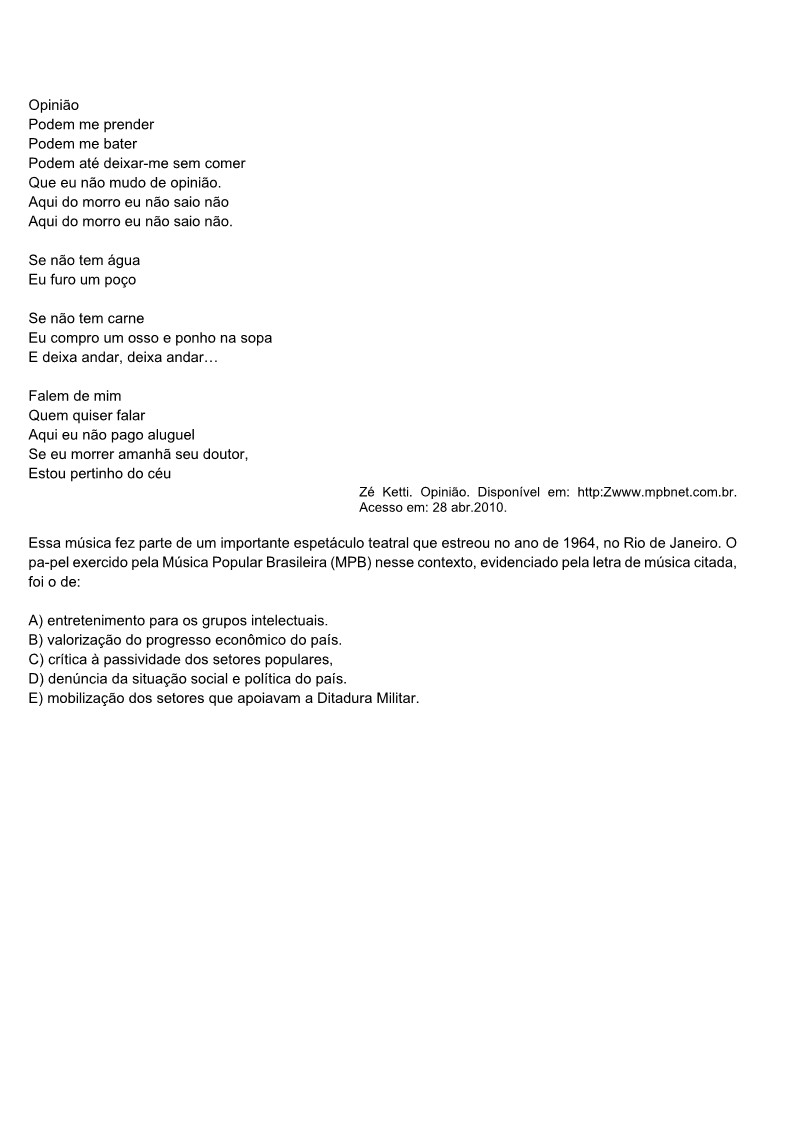 Opinião
Podem me prender
Podem me bater
Podem até deixar-me sem comer
Que eu não mudo de opinião.
Aqui do morro eu não saio não
Aqui do morro eu não saio não.
Se não tem água
Eu furo um poço
Se não tem carne
Eu compro um osso e ponho na sopa
E deixa andar, deixa andar…
Falem de mim
Quem quiser falar
Aqui eu não pago aluguel
Se eu morrer amanhã seu doutor,
Estou pertinho do céu
Zé Ketti. Opinião. Disponível em: http:Zwww.mpbnet.com.br.
Acesso em: 28 abr.2010.
Essa música fez parte de um importante espetáculo teatral que estreou no ano de 1964, no Rio de Janeiro. O
pa-pel exercido pela Música Popular Brasileira (MPB) nesse contexto, evidenciado pela letra de música citada,
foi o de:
A) entretenimento para os grupos intelectuais.
B) valorização do progresso econômico do país.
C) crítica à passividade dos setores populares,
D) denúncia da situação social e política do país.
E) mobilização dos setores que apoiavam a Ditadura Militar.